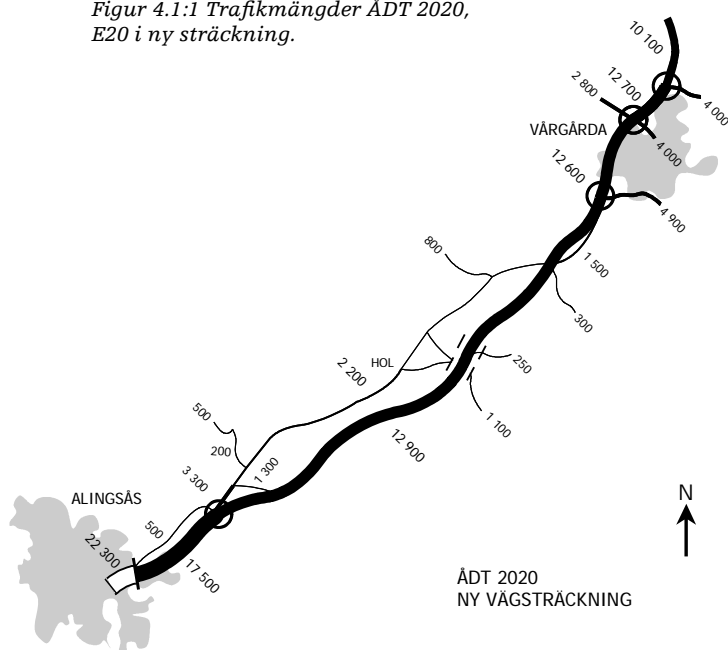 Figur 4.1:1 Trafikmängder ÅDT 2020,
E20 i ny sträckning.
10 100
12 700
2 800
4 000
VÅRGÅRDA
4 000
12 600
4 900
800
1 500
300
HOL
2 200
250
1 100
500
200
12 900
1 300
3 300
ALINGSÅS
500
22 300
17 500
N
ÅDT 2020
NY VÄGSTRÄCKNING